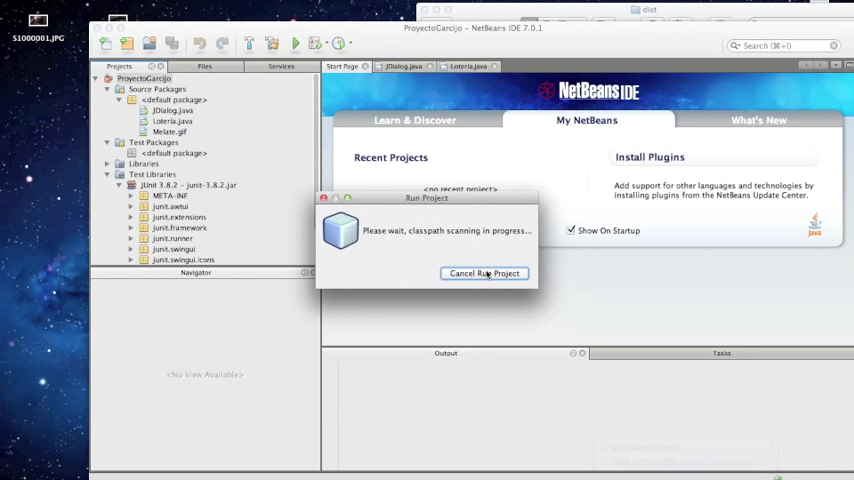 dist
ProyectoGarcijo – NetBeans IDE 7.0.1
S1000001.JPG
Search (⌘+I)
Projects
Files
Services
Start Page
JDialog.java
Loteria.java
ProyectoGarcijo
Source Packages
<default package>
JDialog.java
Loteria.java
Melate.gif
Test Packages
<default package>
Libraries
Test Libraries
JUnit 3.8.2 - junit-3.8.2.jar
META-INF
junit.awtui
junit.extensions
junit.framework
junit.runner
junit.swingui
junit.swingui.icons
NetBeans IDE
Learn & Discover
My NetBeans
What's New
Recent Projects
<no recent project>
Install Plugins
Add support for other languages and technologies by
installing plugins from the NetBeans Update Center.
Show On Startup
Java
Run Project
Please wait, classpath scanning in progress...
Cancel Run Project
Navigator
<No View Available>
Output
Tasks